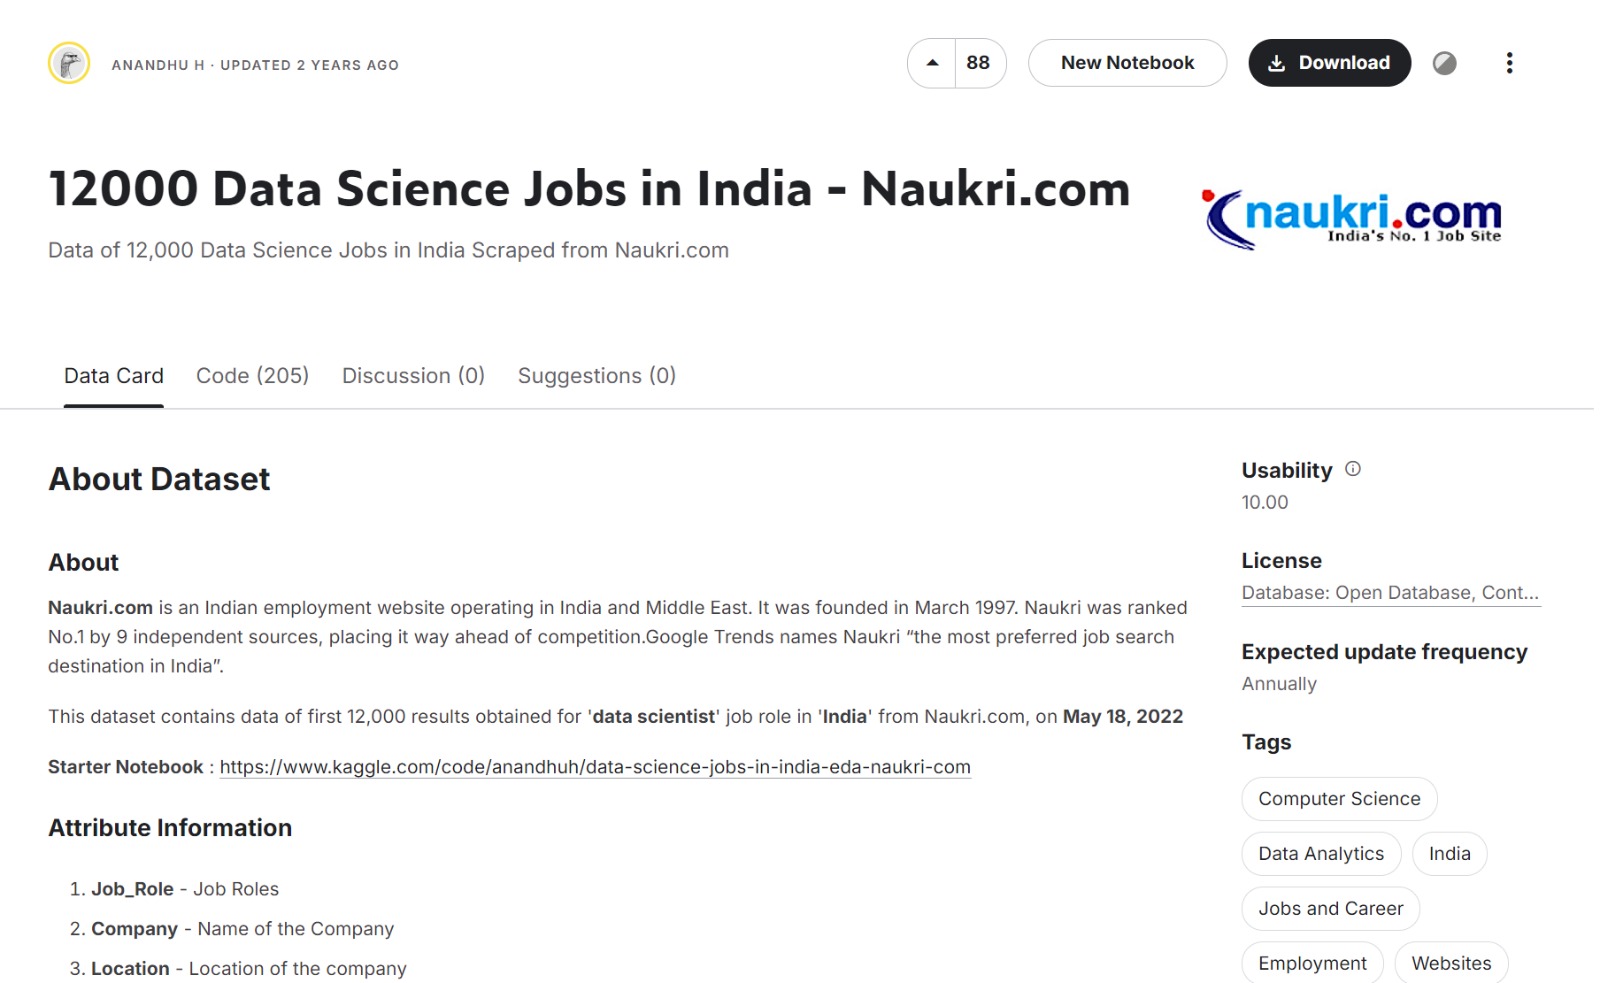 ANANDHU H · UPDATED 2 YEARS AGO
88
New Notebook
Download
12000 Data Science Jobs in India - Naukri.com
Data of 12,000 Data Science Jobs in India Scraped from Naukri.com
naukri.com
India's No. 1 Job Site
Data Card
Code (205)
Discussion (0)
Suggestions (0)
About Dataset
About
Naukri.com is an Indian employment website operating in India and Middle East. It was founded in March 1997. Naukri was ranked
No.1 by 9 independent sources, placing it way ahead of competition.Google Trends names Naukri “the most preferred job search
destination in India”.
This dataset contains data of first 12,000 results obtained for 'data scientist' job role in 'India' from Naukri.com, on May 18, 2022
Starter Notebook : https://www.kaggle.com/code/anandhuh/data-science-jobs-in-india-eda-naukri-com
Attribute Information
1. Job_Role - Job Roles
2. Company - Name of the Company
3. Location - Location of the company
Usability
10.00
License
Database: Open Database, Cont...
Expected update frequency
Annually
Tags
Computer Science
Data Analytics
India
Jobs and Career
Employment
Websites